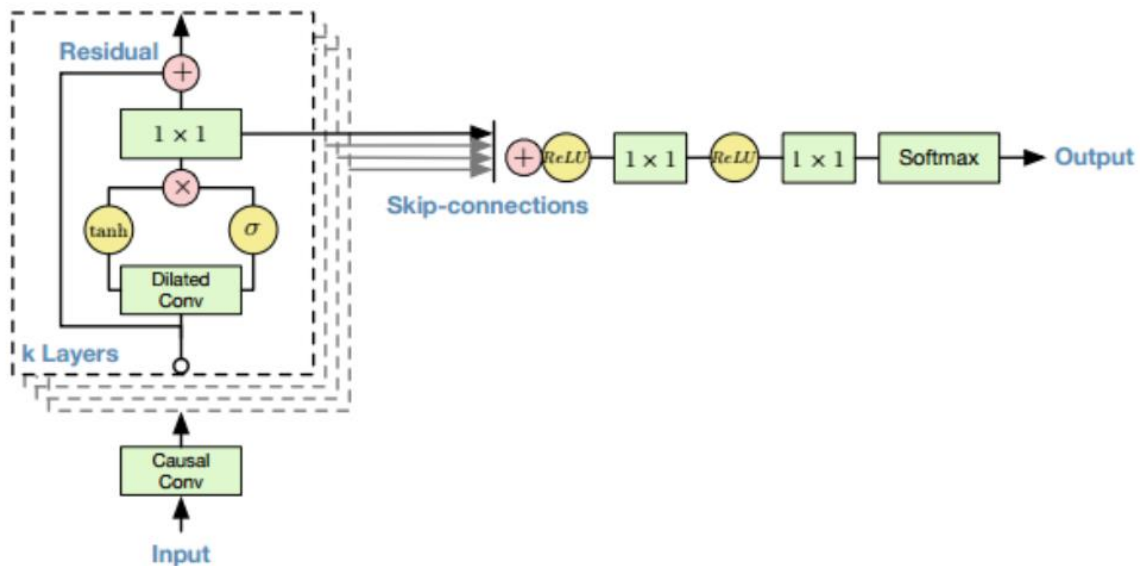 Residual
+
1 × 1
×
tanh
σ
Dilated
Conv
k Layers
Causal
Conv
Input
Skip-connections
+
ReLU
1 × 1
ReLU
1 × 1
Softmax
Output